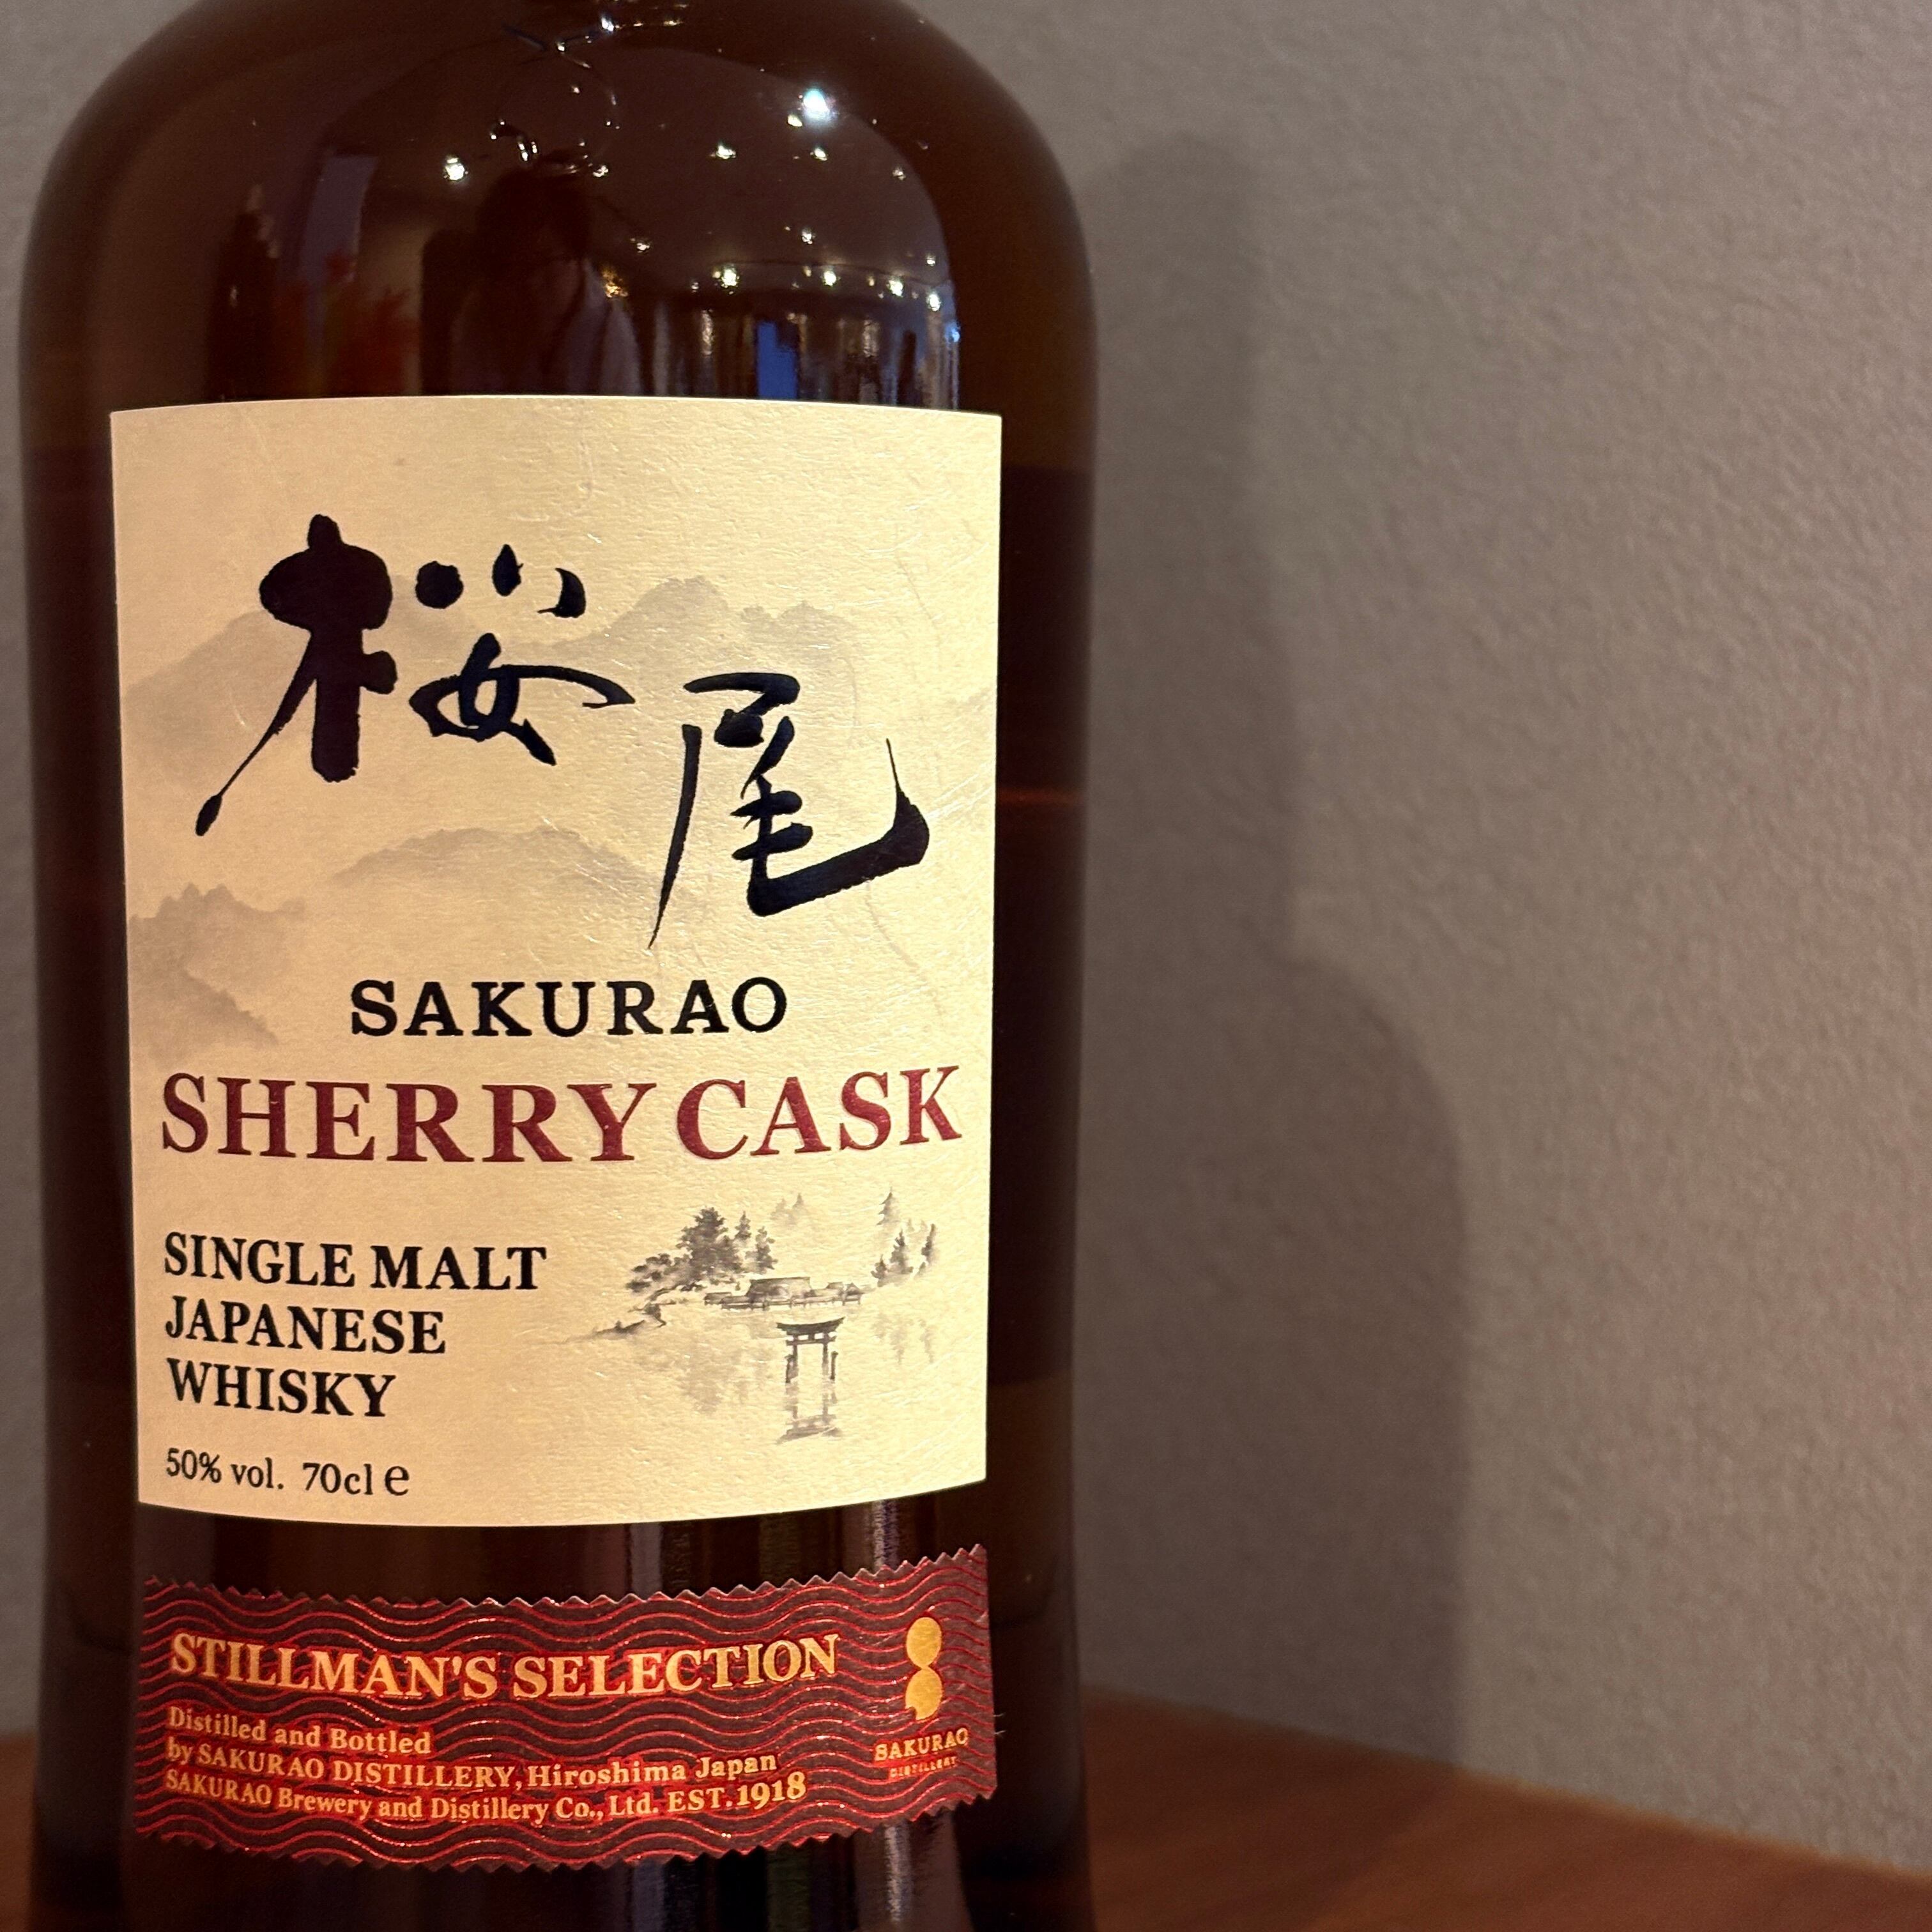 桜尾
SAKURAO
SHERRY CASK
SINGLE MALT
JAPANESE
WHISKY
50% vol. 70cl e
STILLMAN'S SELECTION
Distilled and Bottled
by SAKURAO DISTILLERY, Hiroshima Japan
SAKURAO Brewery and Distillery Co., Ltd. EST. 1918
SAKURAO
DISTILLERY